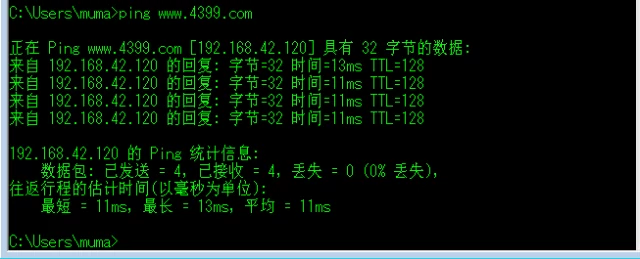 C:\Users\muma>ping www.4399.com
正在 Ping www.4399.com [192.168.42.120] 具有 32 字节的数据:
来自 192.168.42.120 的回复: 字节=32 时间=13ms TTL=128
来自 192.168.42.120 的回复: 字节=32 时间=11ms TTL=128
来自 192.168.42.120 的回复: 字节=32 时间=11ms TTL=128
来自 192.168.42.120 的回复: 字节=32 时间=11ms TTL=128
192.168.42.120 的 Ping 统计信息:
数据包: 已发送 = 4, 已接收 = 4, 丢失 = 0 (0% 丢失),
往返行程的估计时间(以毫秒为单位):
最短 = 11ms, 最长 = 13ms, 平均 = 11ms
C:\Users\muma>